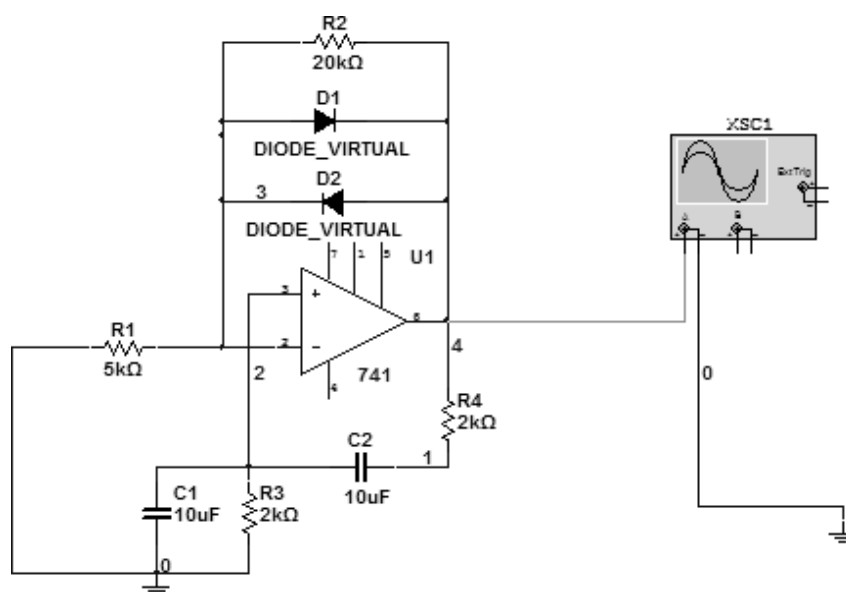 R2
20kΩ
D1
DIODE_VIRTUAL
D2
3
DIODE_VIRTUAL
7
1
5
U1
3
+
6
2
−
4
741
R1
5kΩ
2
4
R4
2kΩ
C2
1
10uF
C1
10uF
R3
2kΩ
0
XSC1
Ext Trig
+
-
A
B
+
-
+
-
0